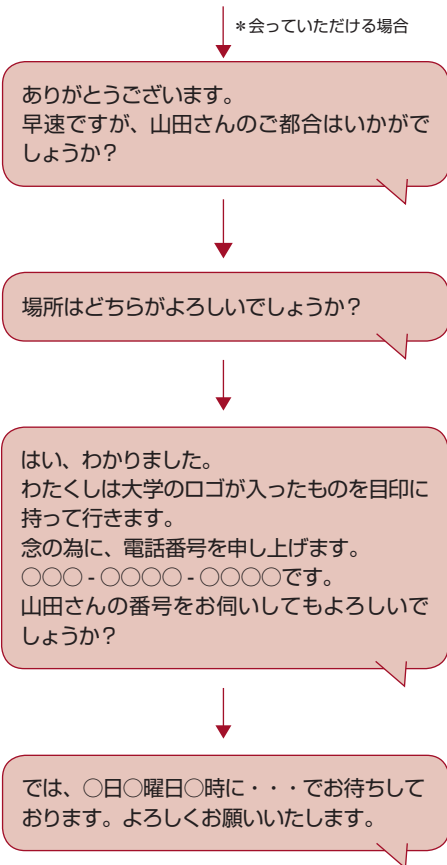 ＊会っていただける場合
ありがとうございます。
早速ですが、山田さんのご都合はいかがで
しょうか？
場所はどちらがよろしいでしょうか？
はい、わかりました。
わたくしは大学のロゴが入ったものを目印に
持って行きます。
念の為に、電話番号を申し上げます。
○○○ - ○○○○ - ○○○○です。
山田さんの番号をお伺いしてもよろしいで
しょうか？
では、○日○曜日○時に・・・でお待ちして
おります。よろしくお願いいたします。